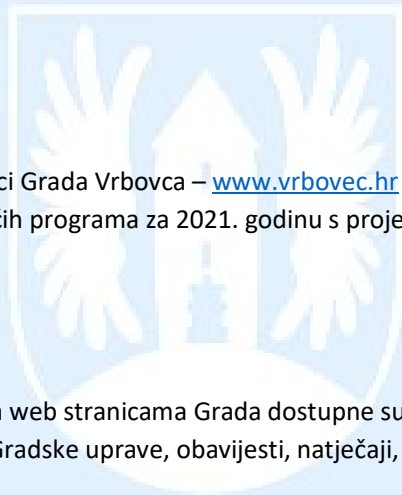 ci Grada Vrbovca – www.vrbovec.hr
ćih programa za 2021. godinu s proje
web stranicama Grada dostupne su
Gradske uprave, obavijesti, natječaji,